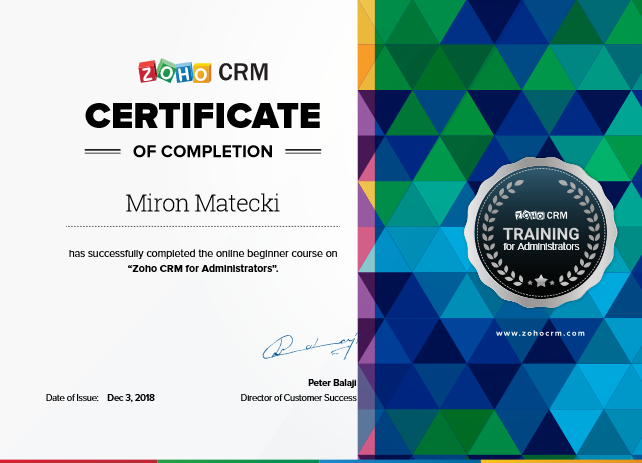 ZOHO CRM
CERTIFICATE
OF COMPLETION
Miron Matecki
has successfully completed the online beginner course on
“Zoho CRM for Administrators”.
Peter Balaji
Date of Issue: Dec 3, 2018
Director of Customer Success
ZOHO CRM
TRAINING
for Administrators
www.zohocrm.com